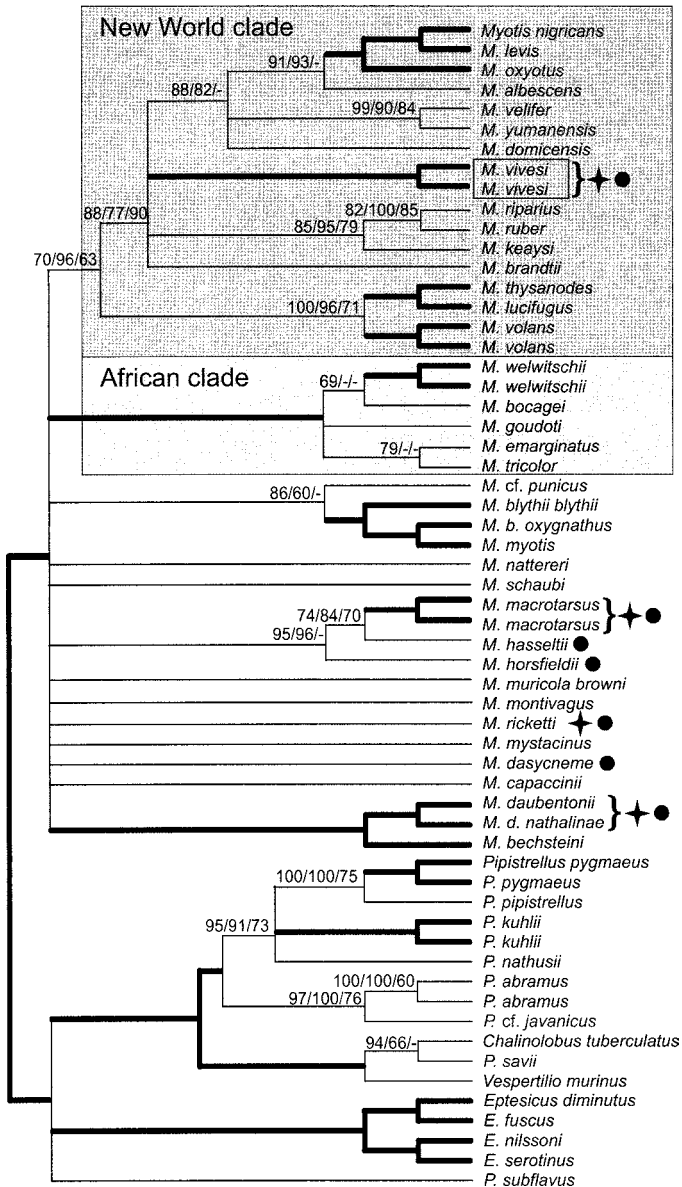 New World clade
Myotis nigricans
M. levis
91/93/-
M. oxyotus
88/82/-
M. albescens
99/90/84
M. velifer
M. yumanensis
M. domicensis
M. vivesi
M. vivesi
88/77/90
82/100/85
M. riparius
85/95/79
M. ruber
M. keaysi
70/96/63
M. brandtii
M. thysanodes
100/96/71
M. lucifugus
M. volans
M. volans
African clade
M. welwitschii
69/-/-
M. welwitschii
M. bocagei
M. goudoti
79/-/-
M. emarginatus
M. tricolor
86/60/-
M. cf. punicus
M. blythii blythii
M. b. oxygnathus
M. myotis
M. nattereri
M. schaubi
M. macrotarsus
74/84/70
M. macrotarsus
95/96/-
M. hasseltii
M. horsfieldii
M. muricola browni
M. montivagus
M. ricketti
M. mystacinus
M. dasycneme
M. capaccinii
M. daubentonii
M. d. nathalinae
M. bechsteini
Pipistrellus pygmaeus
100/100/75
P. pygmaeus
P. pipistrellus
95/91/73
P. kuhlii
P. kuhlii
P. nathusii
100/100/60
P. abramus
97/100/76
P. abramus
P. cf. javanicus
94/66/-
Chalinolobus tuberculatus
P. savii
Vespertilio murinus
Eptesicus diminutus
E. fuscus
E. nilssoni
E. serotinus
P. subflavus